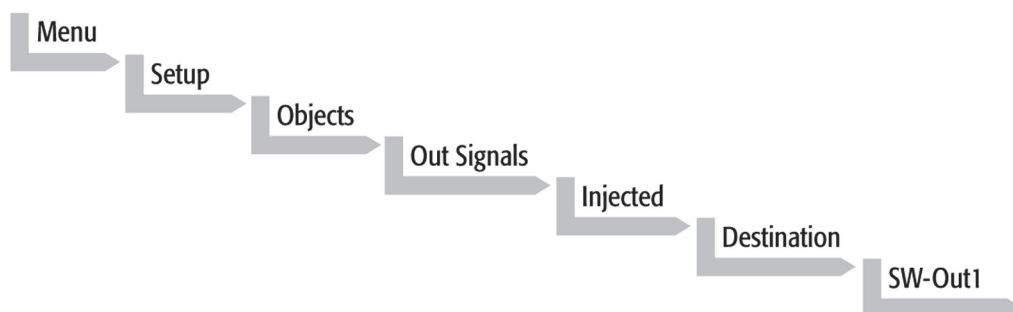 Menu
Setup
Objects
Out Signals
Injected
Destination
SW-Out1